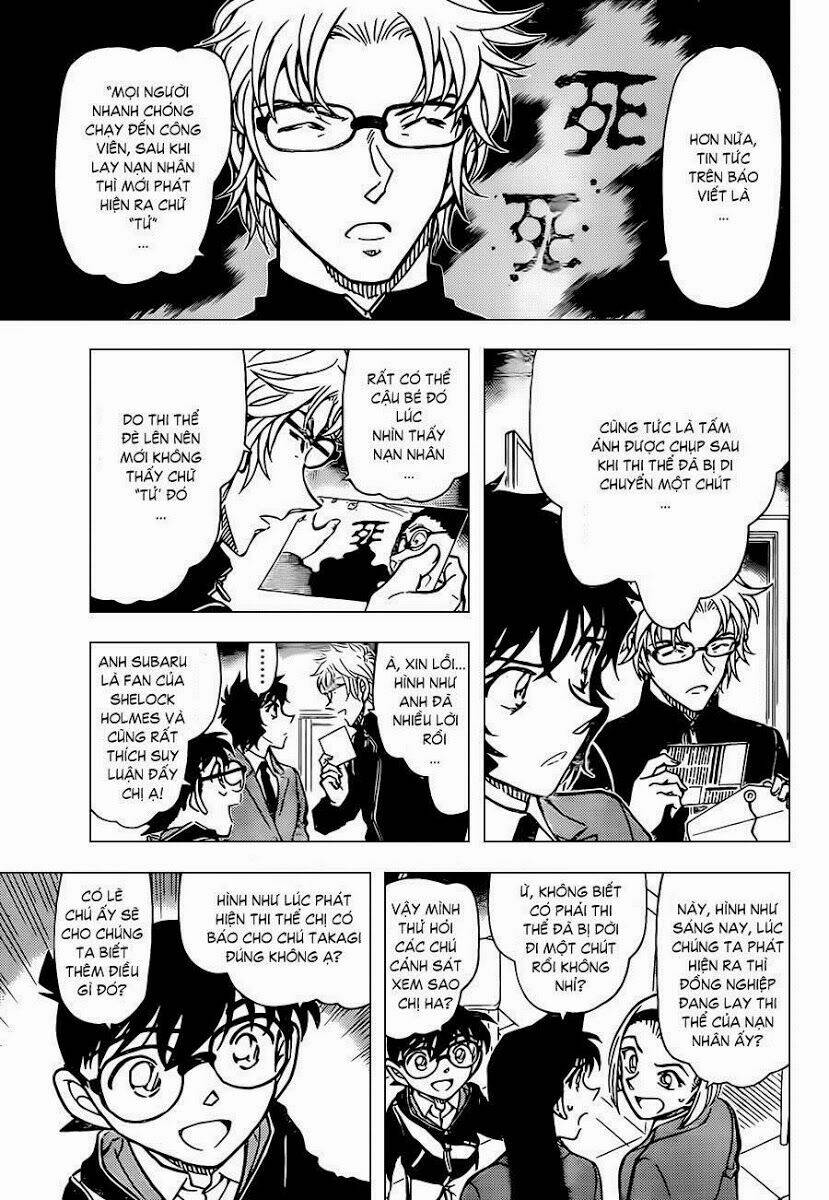 HƠN NỮA,
TIN TỨC
TRÊN BÁO
VIẾT LÀ
...
"MỌI NGƯỜI
NHANH CHÓNG
CHẠY ĐẾN CÔNG
VIÊN, SAU KHI
LAY NẠN NHÂN
THÌ MỚI PHÁT
HIỆN RA CHỮ
"TỬ"
...
死
死
CŨNG TỨC LÀ TẤM
ẢNH ĐƯỢC CHỤP SAU
KHI THI THỂ ĐÃ BỊ DI
CHUYỂN MỘT CHÚT
...
RẤT CÓ THỂ
CẬU BÉ ĐÓ
LÚC
NHÌN THẤY
NẠN NHÂN
...
DO THI THỂ
ĐÈ LÊN NÊN
MỚI KHÔNG
THẤY CHỮ
"TỬ' ĐÓ
...
死
À, XIN LỖI...
HÌNH NHƯ
ANH ĐÃ
NHIỀU LỜI
RỒI
...
......
ANH SUBARU
LÀ FAN CỦA
SHELOCK
HOLMES VÀ
CŨNG RẤT
THÍCH SUY
LUẬN ĐẤY
CHỊ Ạ!
NÀY, HÌNH NHƯ
SÁNG NAY, LÚC
CHÚNG TA PHÁT
HIỆN RA THÌ
ĐỒNG NGHIỆP
ĐANG LAY THI
THỂ CỦA NẠN
NHÂN ẤY?
Ừ, KHÔNG BIẾT
CÓ PHẢI THI
THỂ ĐÃ BỊ DỜI
ĐI MỘT CHÚT
RỒI KHÔNG
NHỈ?
VẬY MÌNH
THỬ HỎI
CÁC CHÚ
CẢNH SÁT
XEM SAO
CHỊ HA?
HÌNH NHƯ LÚC PHÁT
HIỆN THI THỂ CHỊ CÓ
BÁO CHO CHÚ TAKAGI
ĐÚNG KHÔNG Ạ?
CÓ LẼ
CHÚ ẤY SẼ
CHO CHÚNG
TA BIẾT
THÊM ĐIỀU
GÌ ĐÓ?